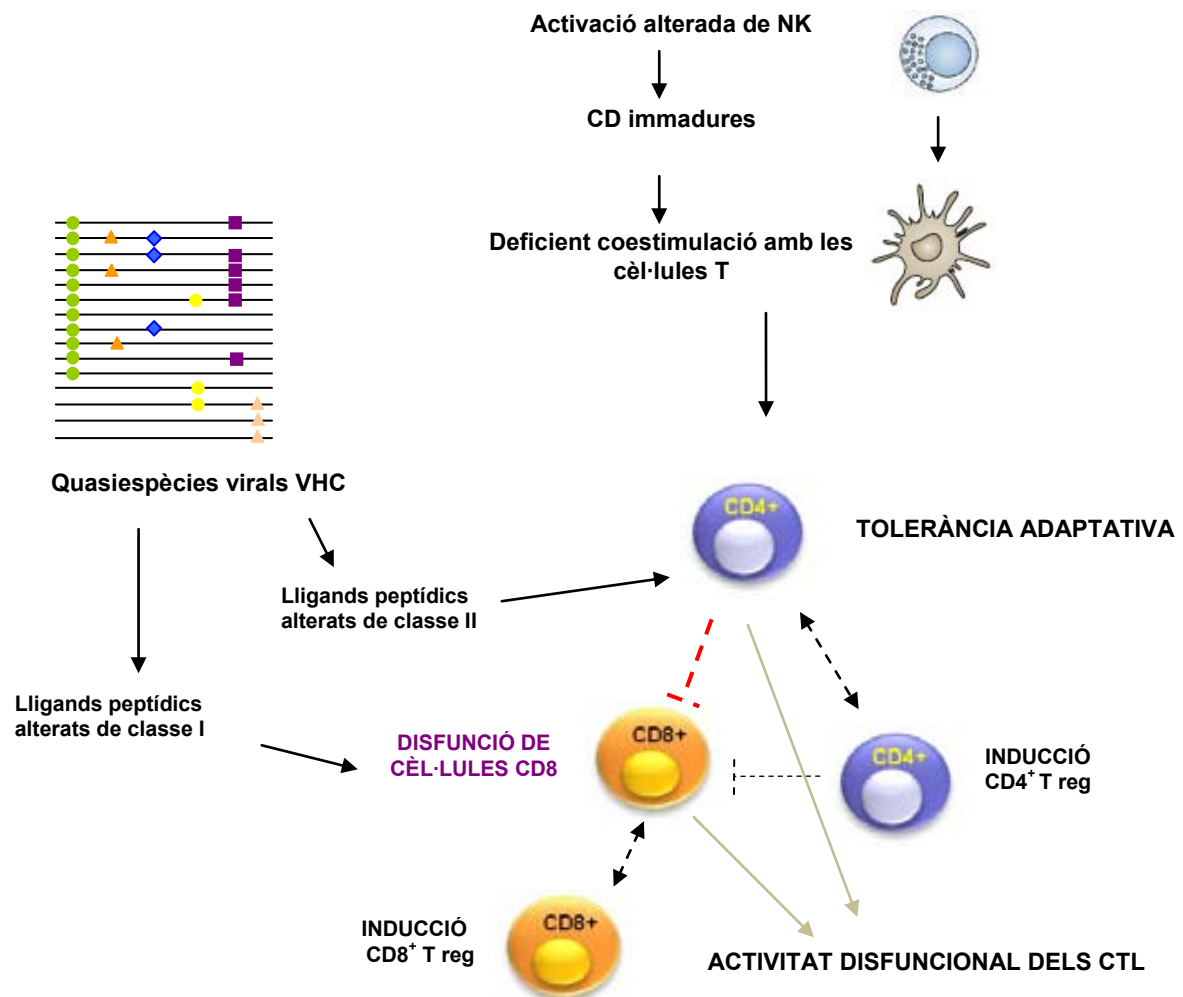 Activació alterada de NK
CD immadures
Deficient coestimulació amb les
cèl·lules T
Quasiespècies virals VHC
CD4+
TOLERÀNCIA ADAPTATIVA
Lligands peptídics
alterats de classe II
Lligands peptídics
alterats de classe I
DISFUNCIÓ DE
CÈL·LULES CD8
CD8+
CD4+
INDUCCIÓ
CD4+ T reg
INDUCCIÓ
CD8+ T reg
CD8+
ACTIVITAT DISFUNCIONAL DELS CTL